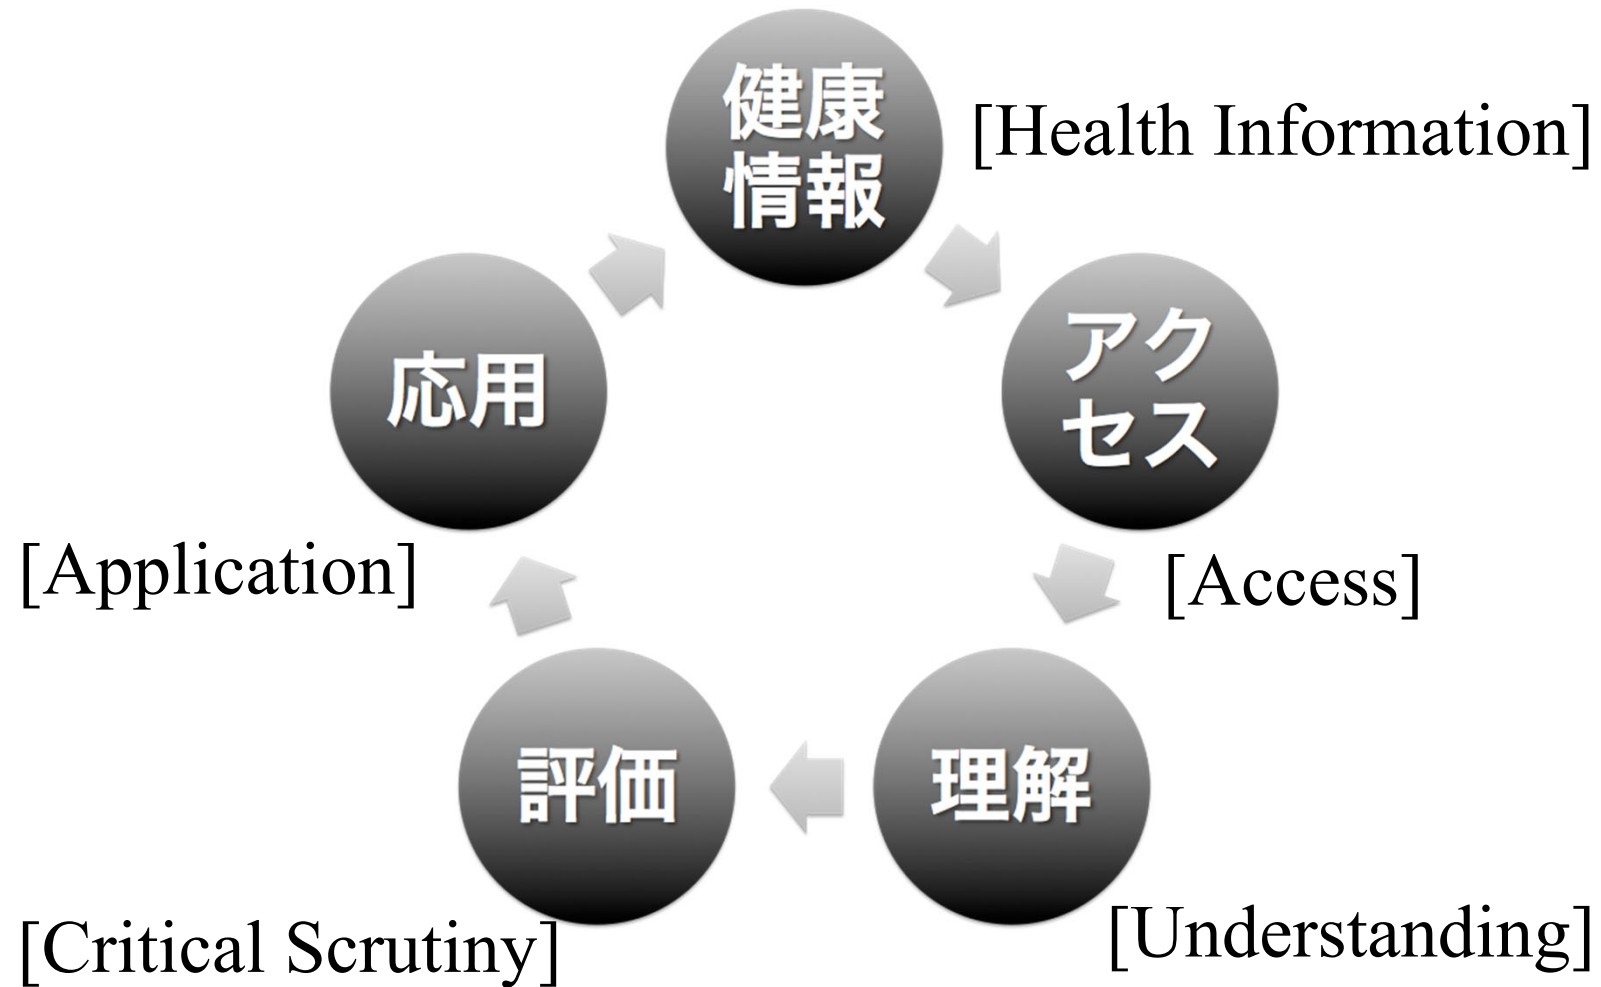 健康
情報
[Health Information]
アク
セス
[Access]
理解
[Understanding]
評価
[Critical Scrutiny]
応用
[Application]